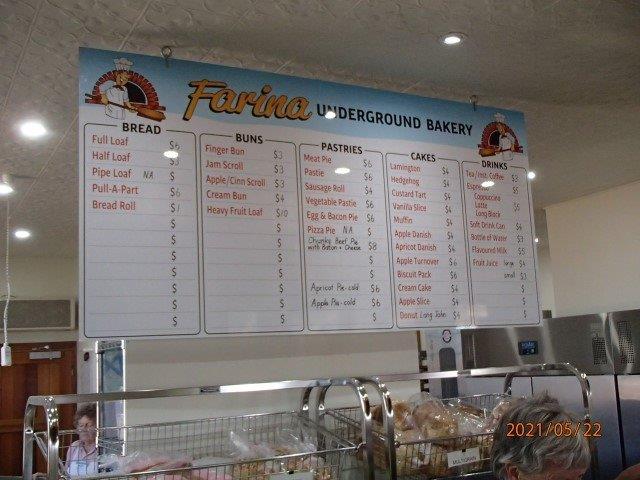 Farina UNDERGROUND BAKERY
BREAD
Full Loaf $6
Half Loaf $3
Pipe Loaf NA $
Pull-A-Part $6
Bread Roll $1
$
$
$
$
$
$
$
BUNS
Finger Bun $3
Jam Scroll $3
Apple/Cinn Scroll $3
Cream Bun $4
Heavy Fruit Loaf $10
$
$
$
$
$
$
$
PASTRIES
Meat Pie $6
Pastie $6
Sausage Roll $4
Vegetable Pastie $6
Egg & Bacon Pie $6
Pizza Pie NA $
Chunky Beef Pie
with Bacon + Cheese $8
$
$
Apricot Pie - cold $6
Apple Pie - cold $6
$
CAKES
Lamington $4
Hedgehog $4
Custard Tart $4
Vanilla Slice $4
Muffin $4
Apple Danish $4
Apricot Danish $4
Apple Turnover $6
Biscuit Pack $6
Cream Cake $4
Apple Slice $4
Donut Long John $4
DRINKS
Tea/Inst. Coffee $3
Espresso $5
Cappuccino
Latte $5
Long Black
Soft Drink Can $4
Bottle of Water $3
Flavoured Milk $5
Fruit Juice large $4
small $3
$
$
$
MULTIGRAIN
2021/05/22